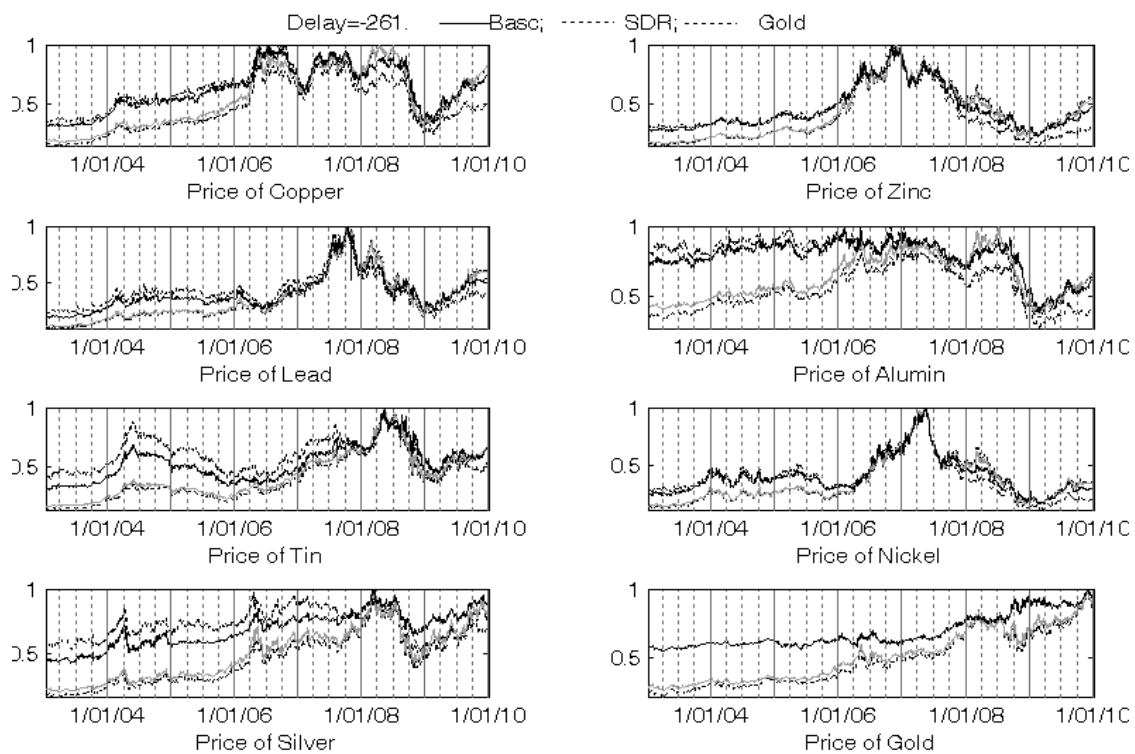 Delay=-261. Basc; SDR; Gold
1 1
0.5 0.5
1/01/04 1/01/06 1/01/08 1/01/10 1/01/04 1/01/06 1/01/08 1/01/10
Price of Copper Price of Zinc
1 1
0.5 0.5
1/01/04 1/01/06 1/01/08 1/01/10 1/01/04 1/01/06 1/01/08 1/01/10
Price of Lead Price of Alumin
1 1
0.5 0.5
1/01/04 1/01/06 1/01/08 1/01/10 1/01/04 1/01/06 1/01/08 1/01/10
Price of Tin Price of Nickel
1 1
0.5 0.5
1/01/04 1/01/06 1/01/08 1/01/10 1/01/04 1/01/06 1/01/08 1/01/10
Price of Silver Price of Gold